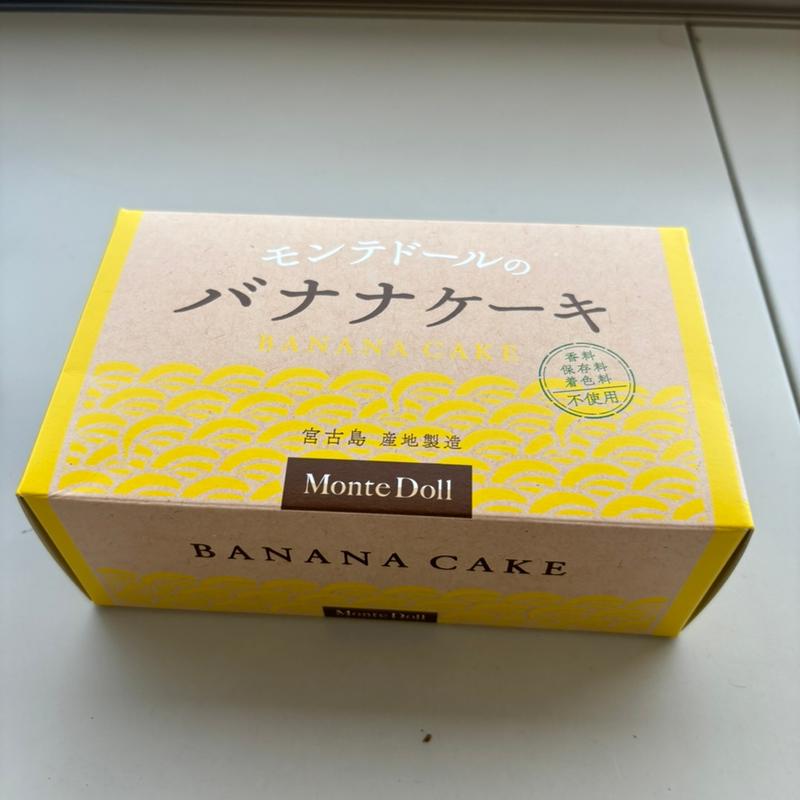 モンテドールの
バナナケーキ
BANANA CAKE
香料
保存料
着色料
不使用
宮古島 産地製造
Monte Doll
BANANA CAKE
Monte Doll